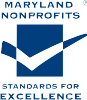 MARYLAND
NONPROFITS
STANDARDS FOR
EXCELLENCE